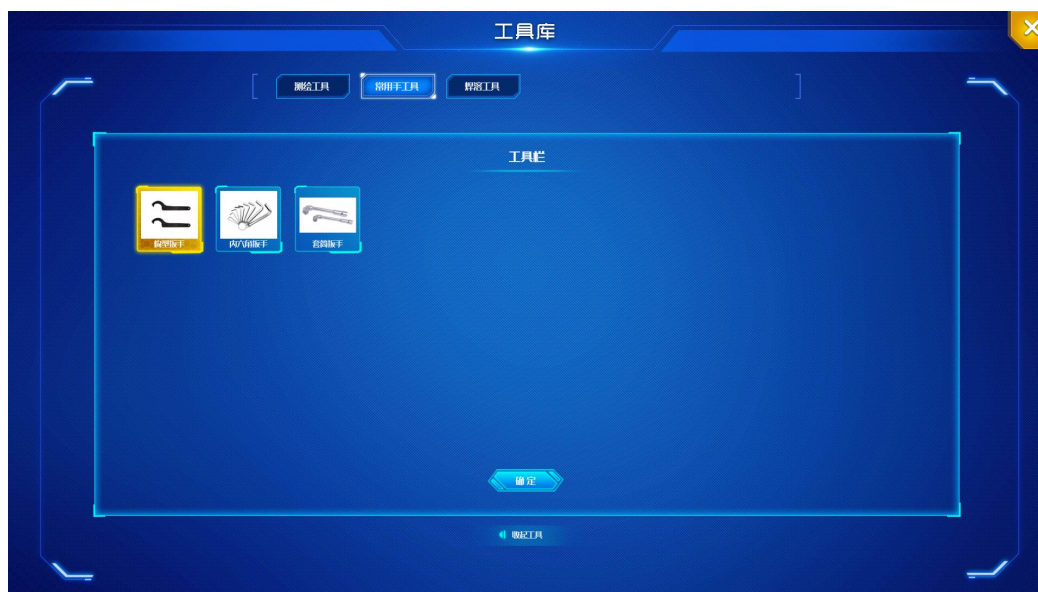 工具库
测绘工具 常用手工具 焊溶工具
工具栏
钩型扳手 内六角扳手 套筒扳手
确定
收起工具